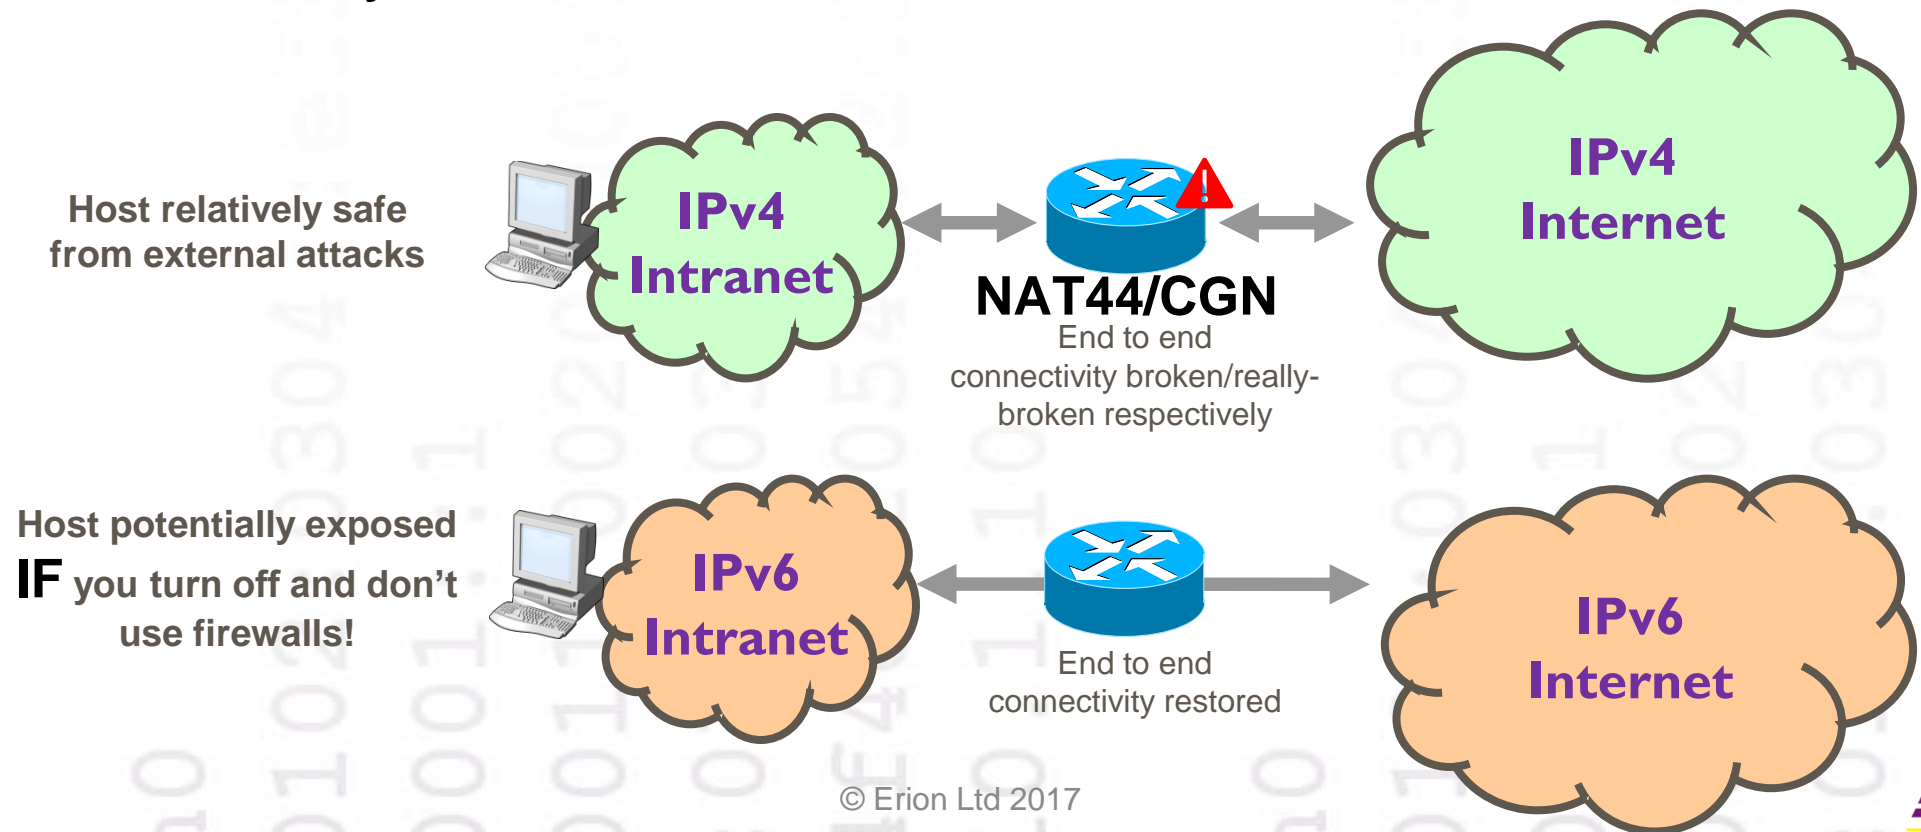 Host relatively safe
from external attacks
IPv4
Intranet
NAT44/CGN
End to end
connectivity broken/really-
broken respectively
IPv4
Internet
Host potentially exposed
IF you turn off and don't
use firewalls!
IPv6
Intranet
End to end
connectivity restored
IPv6
Internet
© Erion Ltd 2017